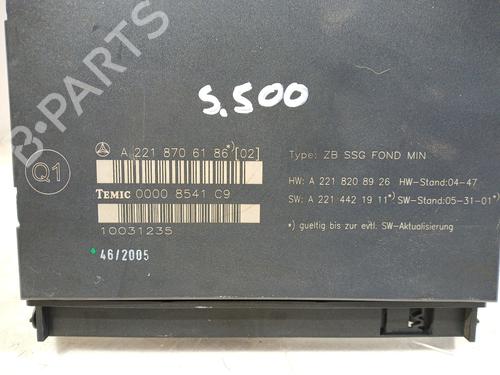 S.500
A 221 870 61 86 *) [02]
Q1
TEMIC 0000 8541 C9
10031235
46/2005
Type: ZB SSG FOND MIN
HW: A 221 820 89 26 HW-Stand:04-47
SW: A 221 442 19 11 *) SW-Stand:05-31-01 *)
*) gueltig bis zur evtl. SW-Aktualisierung
B-PARTS